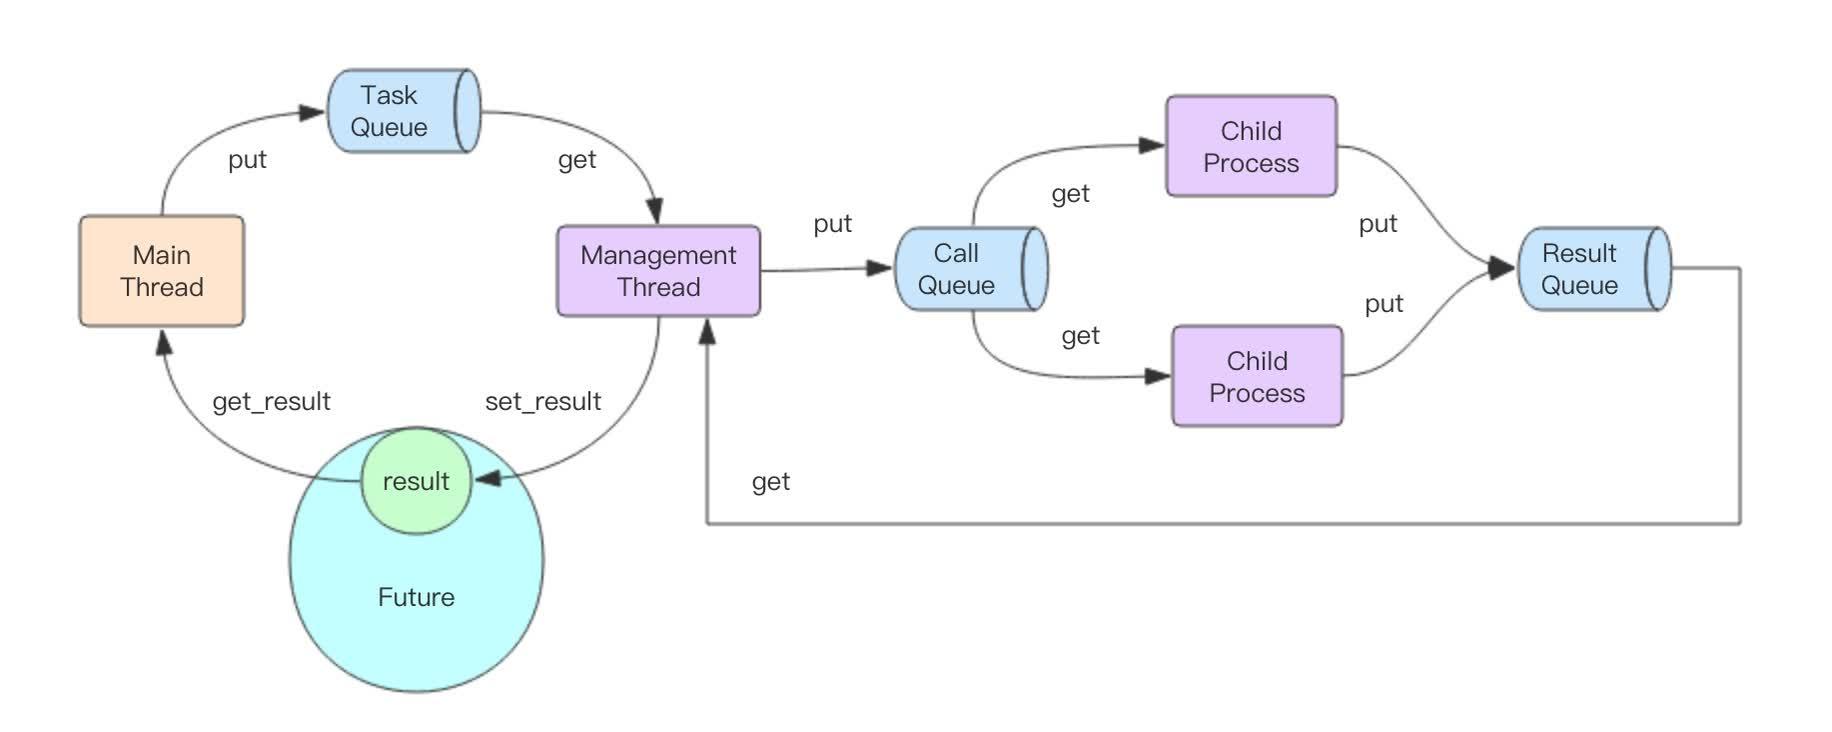 Task
Queue
put
get
Main
Thread
Management
Thread
put
Call
Queue
get
get
Child
Process
Child
Process
put
put
Result
Queue
get_result
set_result
result
Future
get